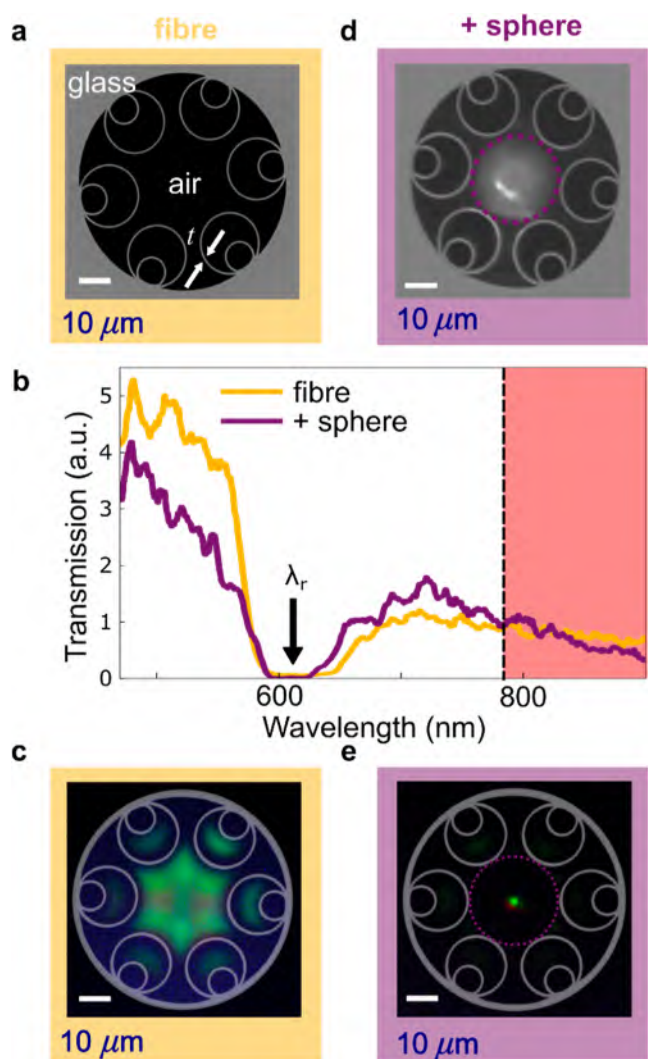 a
fibre
glass
air
t
10 μm
d
+ sphere
10 μm
b
Transmission (a.u.)
5
4
3
2
1
0
fibre
+ sphere
λr
600
800
Wavelength (nm)
c
10 μm
e
10 μm